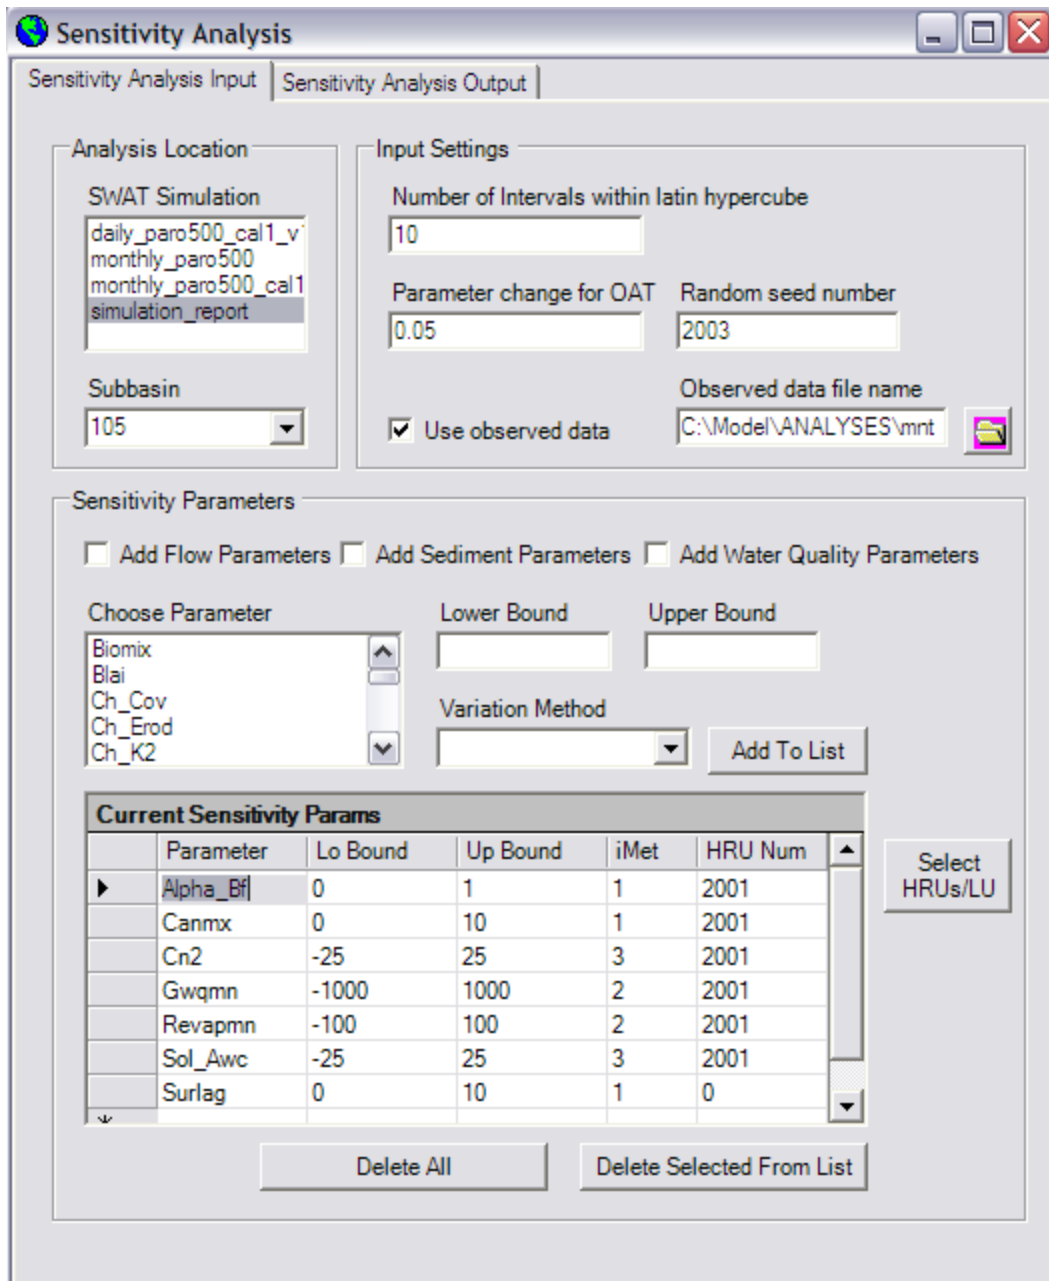 Sensitivity Analysis
Sensitivity Analysis Input
Sensitivity Analysis Output
Analysis Location
SWAT Simulation
daily_paro500_cal1_v
monthly_paro500
monthly_paro500_cal1
simulation_report
Subbasin
105
Input Settings
Number of Intervals within latin hypercube
10
Parameter change for OAT
0.05
Random seed number
2003
Use observed data
Observed data file name
C:\Model\ANALYSES\mnt
Sensitivity Parameters
Add Flow Parameters
Add Sediment Parameters
Add Water Quality Parameters
Choose Parameter
Biomix
Blai
Ch_Cov
Ch_Erod
Ch_K2
Lower Bound
Upper Bound
Variation Method
Add To List
Current Sensitivity Params
Parameter Lo Bound Up Bound iMet HRU Num
Alpha_Bf 0 1 1 2001
Canmx 0 10 1 2001
Cn2 -25 25 3 2001
Gwqmn -1000 1000 2 2001
Revapmn -100 100 2 2001
Sol_Awc -25 25 3 2001
Surlag 0 10 1 0
Select
HRUs/LU
Delete All
Delete Selected From List